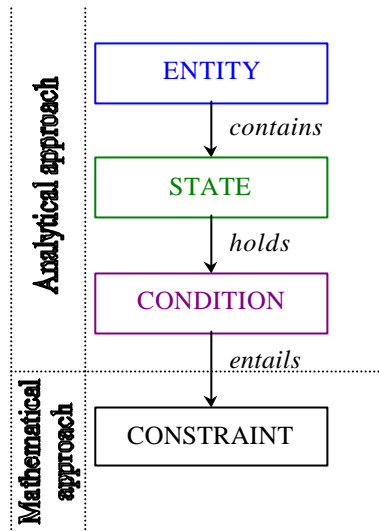 Analytical approach
ENTITY
contains
STATE
holds
CONDITION
entails
Mathematical
approach
CONSTRAINT